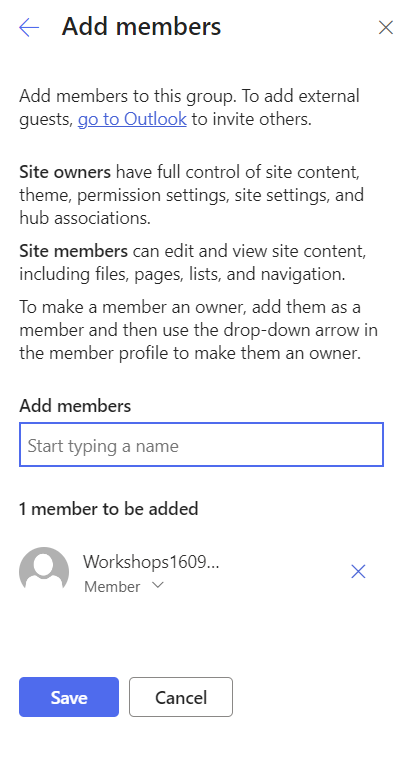 Add members
Add members to this group. To add external
guests, go to Outlook to invite others.
Site owners have full control of site content,
theme, permission settings, site settings, and
hub associations.
Site members can edit and view site content,
including files, pages, lists, and navigation.
To make a member an owner, add them as a
member and then use the drop-down arrow in
the member profile to make them an owner.
Add members
Start typing a name
1 member to be added
Workshops1609...
Member
Save
Cancel